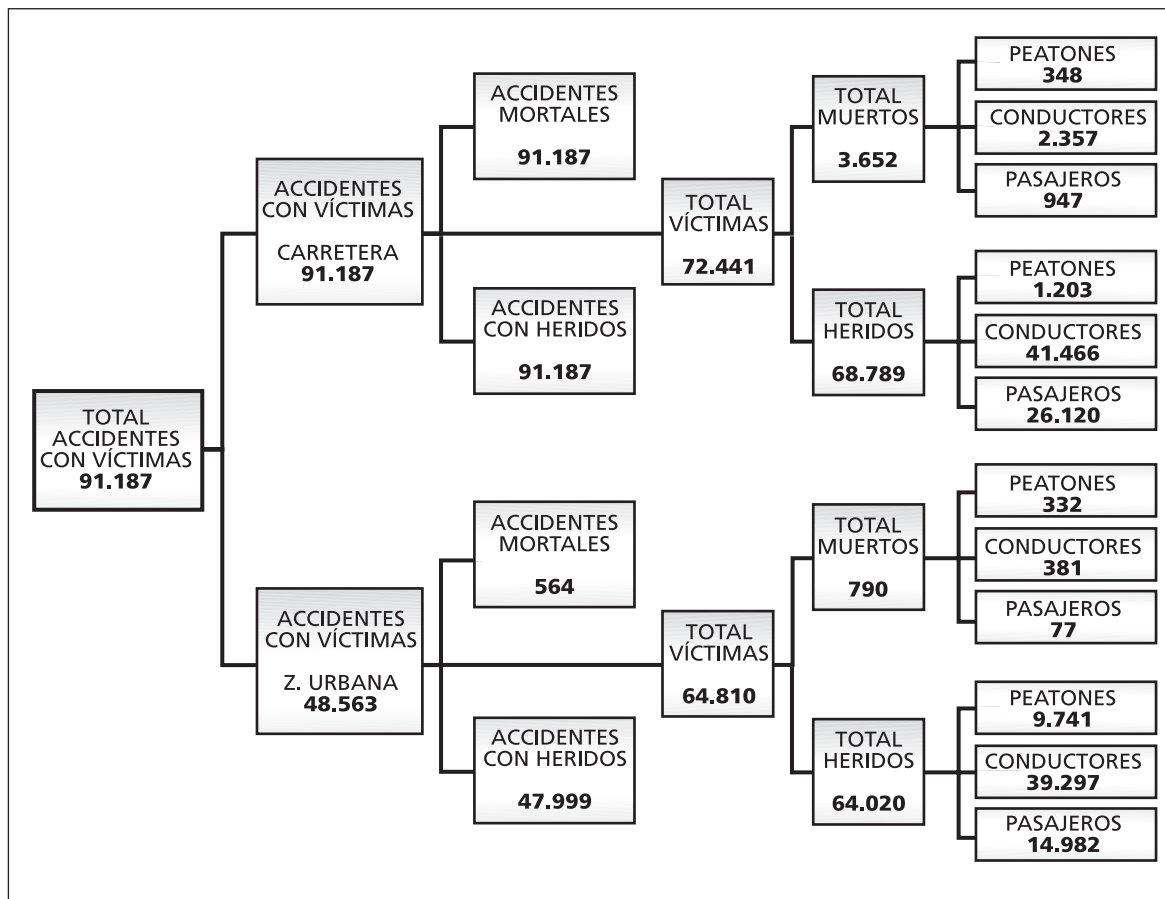 TOTAL
ACCIDENTES
CON VÍCTIMAS
91.187
ACCIDENTES
CON VÍCTIMAS
CARRETERA
91.187
ACCIDENTES
MORTALES
91.187
ACCIDENTES
CON HERIDOS
91.187
TOTAL
VÍCTIMAS
72.441
TOTAL
MUERTOS
3.652
PEATONES
348
CONDUCTORES
2.357
PASAJEROS
947
TOTAL
HERIDOS
68.789
PEATONES
1.203
CONDUCTORES
41.466
PASAJEROS
26.120
ACCIDENTES
CON VÍCTIMAS
Z. URBANA
48.563
ACCIDENTES
MORTALES
564
ACCIDENTES
CON HERIDOS
47.999
TOTAL
VÍCTIMAS
64.810
TOTAL
MUERTOS
790
PEATONES
332
CONDUCTORES
381
PASAJEROS
77
TOTAL
HERIDOS
64.020
PEATONES
9.741
CONDUCTORES
39.297
PASAJEROS
14.982